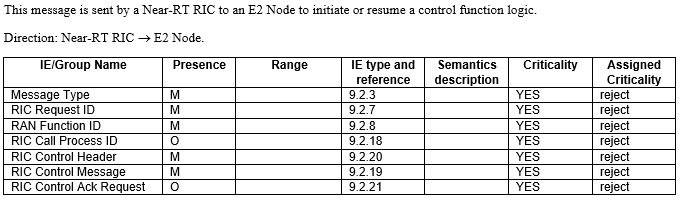 This message is sent by a Near-RT RIC to an E2 Node to initiate or resume a control function logic.
Direction: Near-RT RIC → E2 Node.
IE/Group Name Presence Range IE type and reference Semantics description Criticality Assigned Criticality
Message Type M 9.2.3 YES reject
RIC Request ID M 9.2.7 YES reject
RAN Function ID M 9.2.8 YES reject
RIC Call Process ID O 9.2.18 YES reject
RIC Control Header M 9.2.20 YES reject
RIC Control Message M 9.2.19 YES reject
RIC Control Ack Request O 9.2.21 YES reject